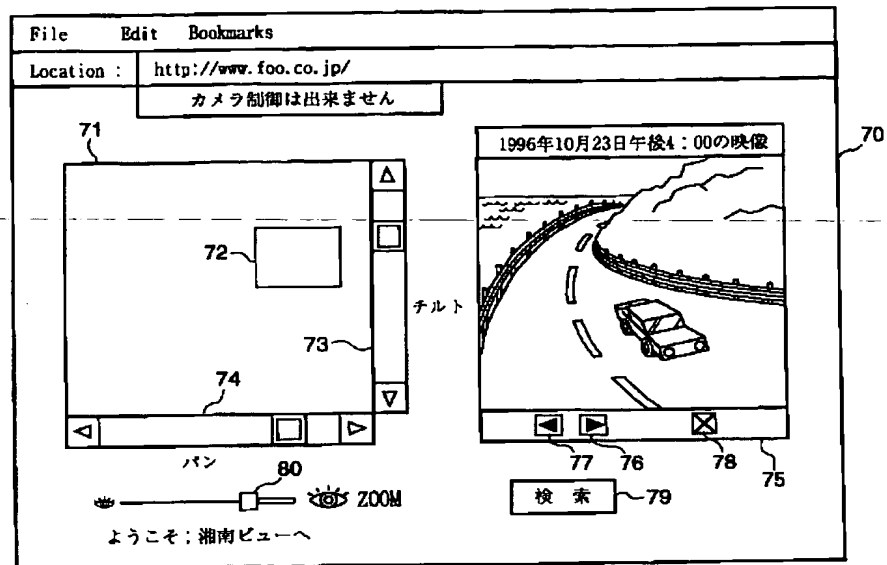 File Edit Bookmarks
Location : http://www.foo.co.jp/
カメラ制御は出来ません
71
1996年10月23日午後4：00の映像
70
72
チルト
73
74
77 76 78 75
パン
80
ZOOM
検 索
79
ようこそ；湘南ビューへ